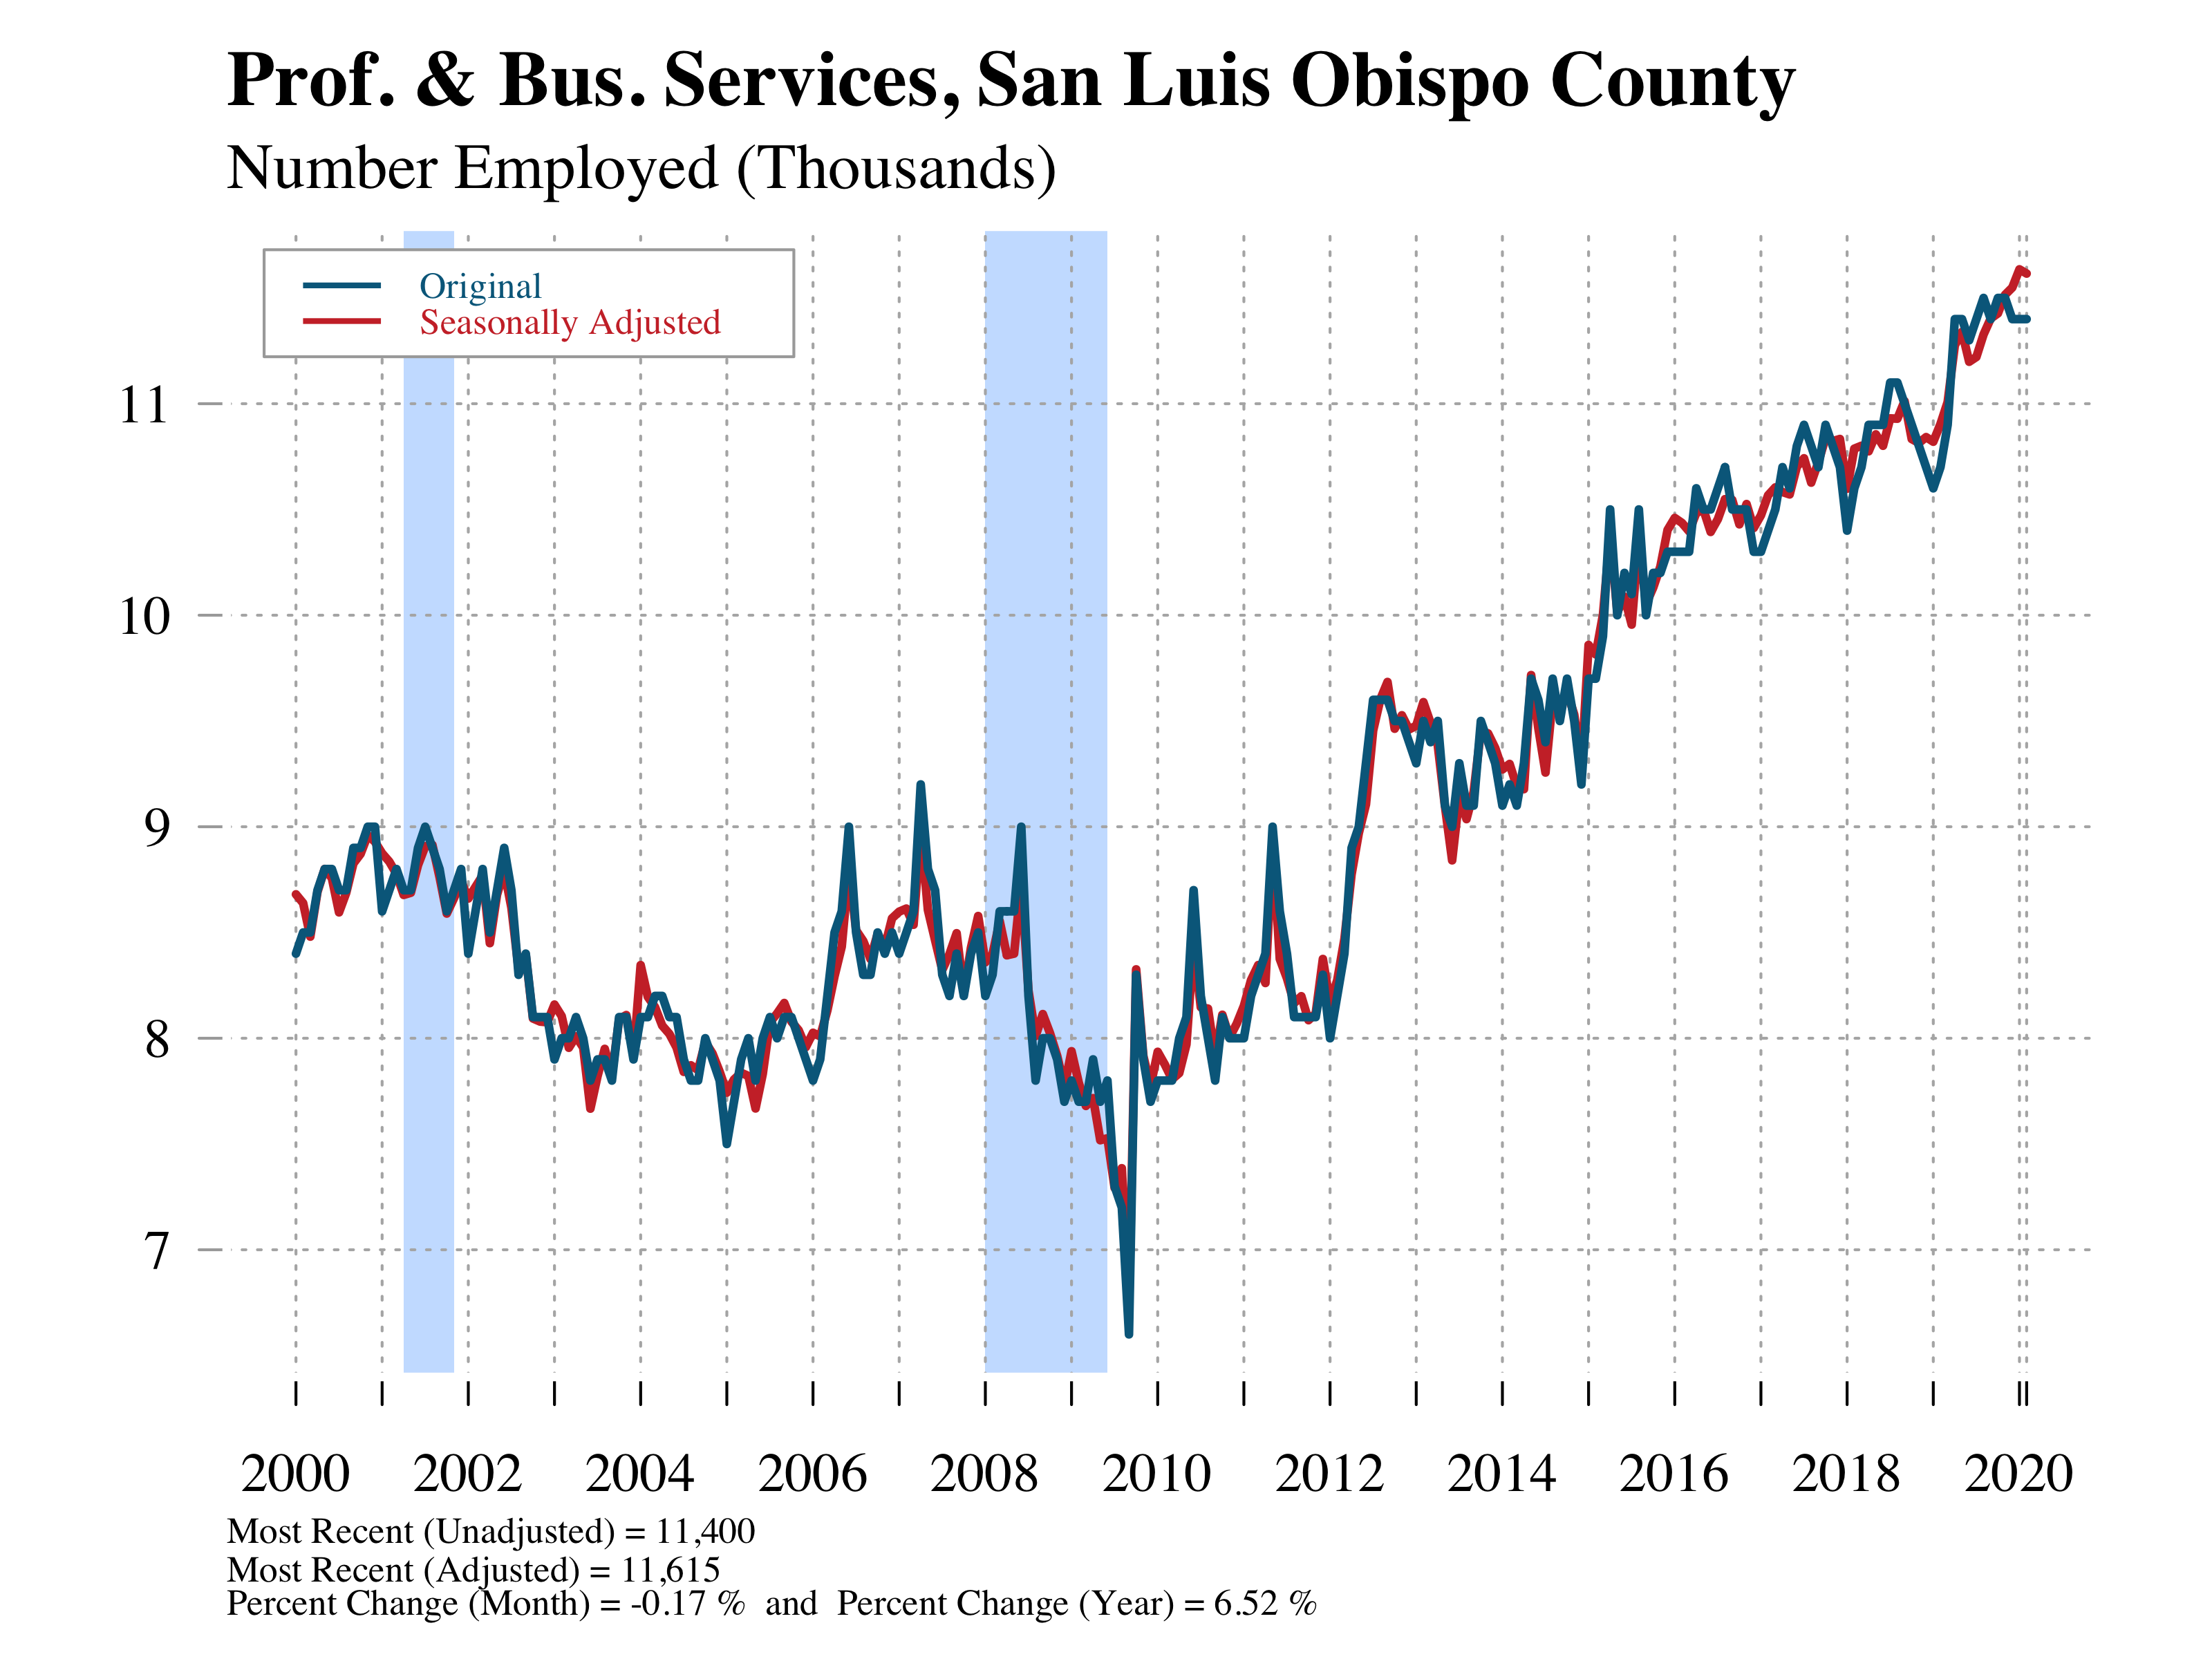 Prof. & Bus. Services, San Luis Obispo County
Number Employed (Thousands)
Original
Seasonally Adjusted
11
10
9
8
7
2000 2002 2004 2006 2008 2010 2012 2014 2016 2018 2020
Most Recent (Unadjusted) = 11,400
Most Recent (Adjusted) = 11,615
Percent Change (Month) = -0.17 % and Percent Change (Year) = 6.52 %